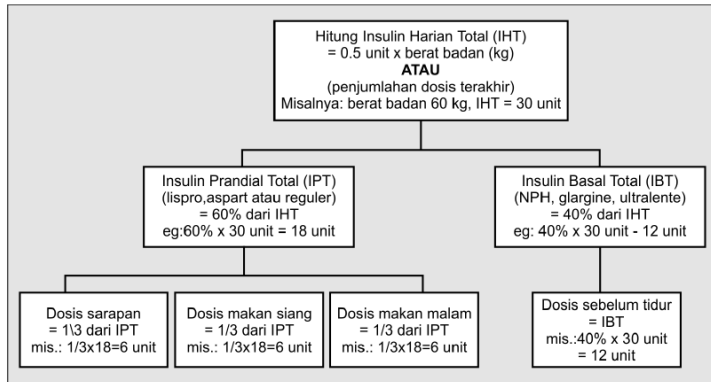 Hitung Insulin Harian Total (IHT)
= 0.5 unit x berat badan (kg)
ATAU
(penjumlahan dosis terakhir)
Misalnya: berat badan 60 kg, IHT = 30 unit
Insulin Prandial Total (IPT)
(lispro,aspart atau reguler)
= 60% dari IHT
eg:60% x 30 unit = 18 unit
Insulin Basal Total (IBT)
(NPH, glargine, ultralente)
= 40% dari IHT
eg: 40% x 30 unit - 12 unit
Dosis sarapan
= 1\3 dari IPT
mis.: 1/3x18=6 unit
Dosis makan siang
= 1/3 dari IPT
mis.: 1/3x18=6 unit
Dosis makan malam
= 1/3 dari IPT
mis.: 1/3x18=6 unit
Dosis sebelum tidur
= IBT
mis.:40% x 30 unit
= 12 unit